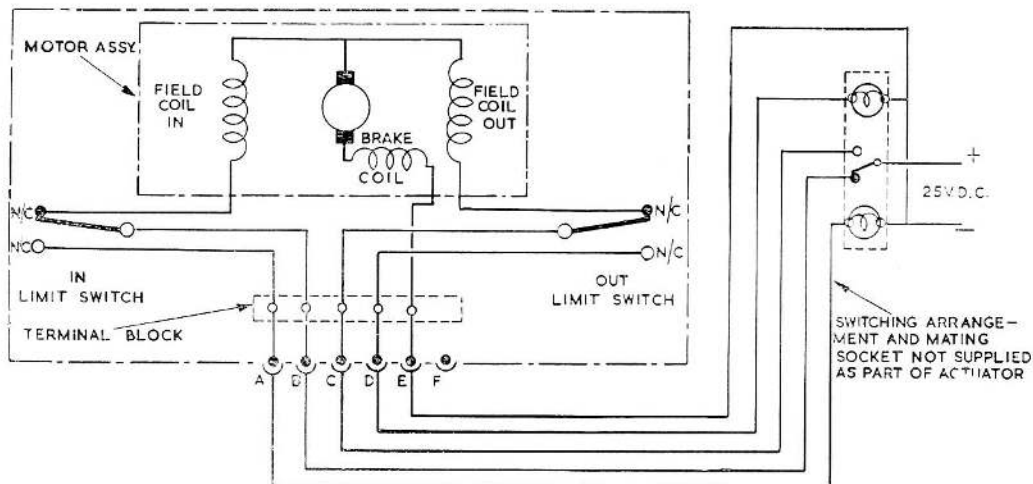 MOTOR ASSY.
FIELD
COIL
IN
FIELD
COIL
OUT
BRAKE
COIL
N/C
N/C
NC
N/C
IN
LIMIT SWITCH
OUT
LIMIT SWITCH
TERMINAL BLOCK
A B C D E F
+
25V.D.C.
—
SWITCHING ARRANGE-
MENT AND MATING
SOCKET NOT SUPPLIED
AS PART OF ACTUATOR